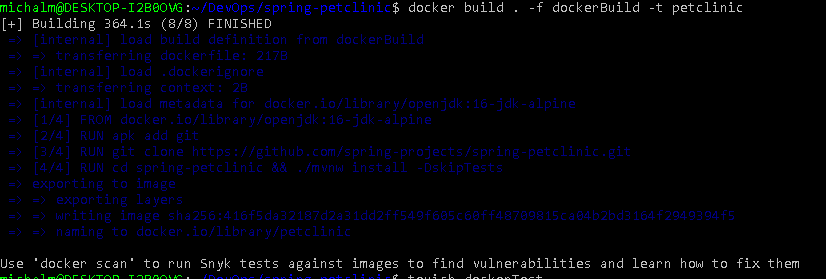 michalm@DESKTOP-I2B0OVG:~/DevOps/spring-petclinic$ docker build . -f dockerBuild -t petclinic
[+] Building 364.1s (8/8) FINISHED
=> [internal] load build definition from dockerBuild
=> => transferring dockerfile: 217B
=> [internal] load .dockerignore
=> => transferring context: 2B
=> [internal] load metadata for docker.io/library/openjdk:16-jdk-alpine
=> [1/4] FROM docker.io/library/openjdk:16-jdk-alpine
=> [2/4] RUN apk add git
=> [3/4] RUN git clone https://github.com/spring-projects/spring-petclinic.git
=> [4/4] RUN cd spring-petclinic && ./mvnw install -DskipTests
=> exporting to image
=> => exporting layers
=> => writing image
=> => naming to docker.io/library/petclinic
Use 'docker scan' to run Snyk tests against images to find vulnerabilities and learn how to fix them
michalm@DESKTOP-I2B0OVG:~/DevOps/spring-petclinic$ touish dockerTest